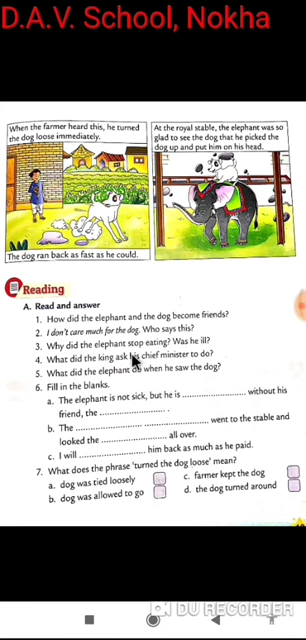 D.A.V. School, Nokha
When the farmer heard this, he turned
the dog loose immediately.
The dog ran back as fast as he could.
At the royal stable, the elephant was so
glad to see the dog that he picked the
dog up and put him on his head.
Reading
A. Read and answer
1. How did the elephant and the dog become friends?
2. I don't care much for the dog. Who says this?
3. Why did the elephant stop eating? Was he ill?
4. What did the king ask his chief minister to do?
5. What did the elephant do when he saw the dog?
6. Fill in the blanks.
a. The elephant is not sick, but he is ........................ without his
friend, the ........................ .
b. The ........................ ........................ went to the stable and
looked the ........................ all over.
c. I will ........................ him back as much as he paid.
7. What does the phrase 'turned the dog loose' mean?
a. dog was tied loosely
c. farmer kept the dog
b. dog was allowed to go
d. the dog turned around
DU RECORDER